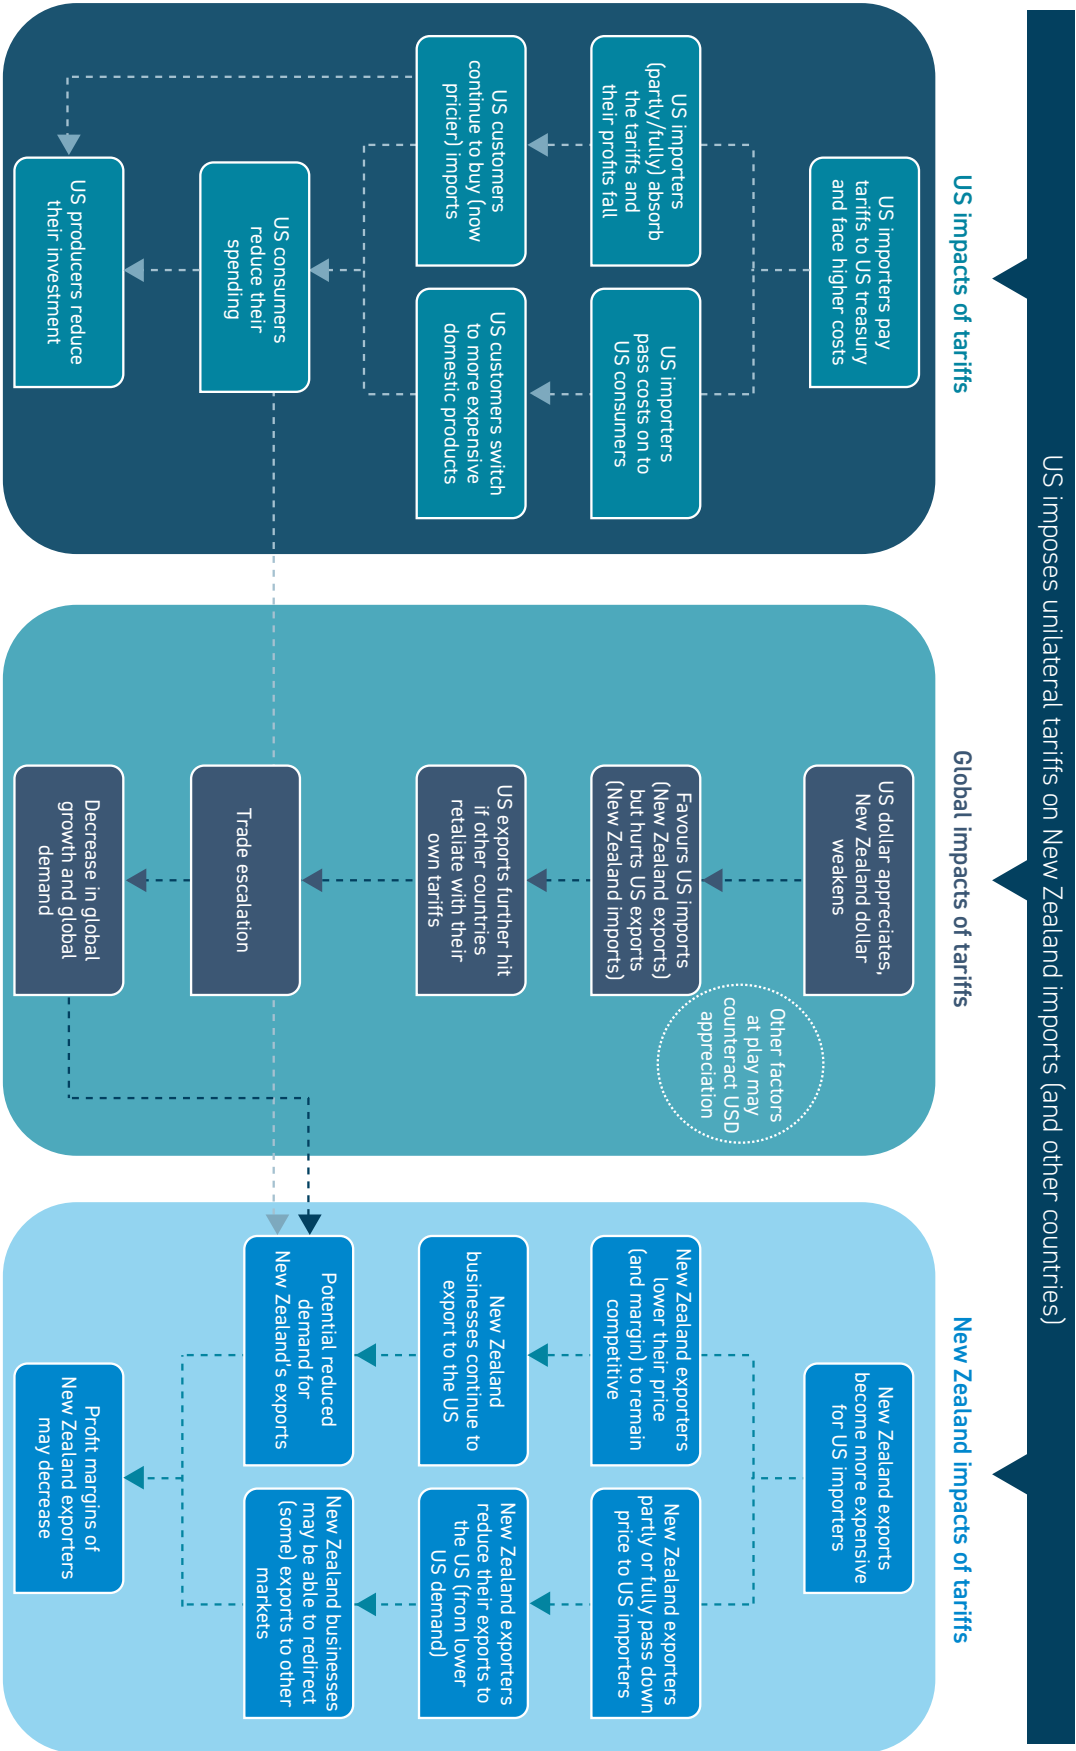 US imposes unilateral tariffs on New Zealand imports (and other countries)
US impacts of tariffs
US importers pay
tariffs to US treasury
and face higher costs
US importers
(partly/fully) absorb
the tariffs and
their profits fall
US importers
pass costs on to
US consumers
US customers
continue to buy (now
pricier) imports
US customers switch
to more expensive
domestic products
US consumers
reduce their
spending
US producers reduce
their investment
Global impacts of tariffs
US dollar appreciates,
New Zealand dollar
weakens
Other factors
at play may
counteract USD
appreciation
Favours US imports
(New Zealand exports)
but hurts US exports
(New Zealand imports)
US exports further hit
if other countries
retaliate with their
own tariffs
Trade escalation
Decrease in global
growth and global
demand
New Zealand impacts of tariffs
New Zealand exports
become more expensive
for US importers
New Zealand exporters
lower their price
(and margin) to remain
competitive
New Zealand exporters
partly or fully pass down
price to US importers
New Zealand
businesses continue to
export to the US
New Zealand exporters
reduce their exports to
the US (from lower
US demand)
Potential reduced
demand for
New Zealand's exports
New Zealand businesses
may be able to redirect
(some) exports to other
markets
Profit margins of
New Zealand exporters
may decrease